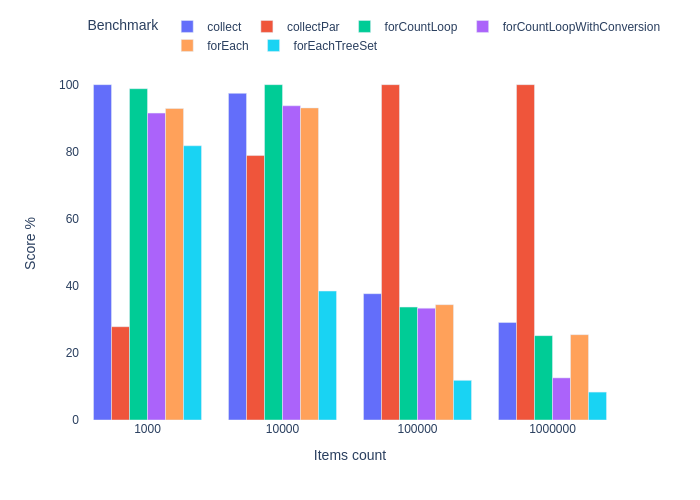 Benchmark collect collectPar forCountLoop forCountLoopWithConversion
forEach forEachTreeSet
100
80
60
40
20
0
Score %
1000 10000 100000 1000000
Items count